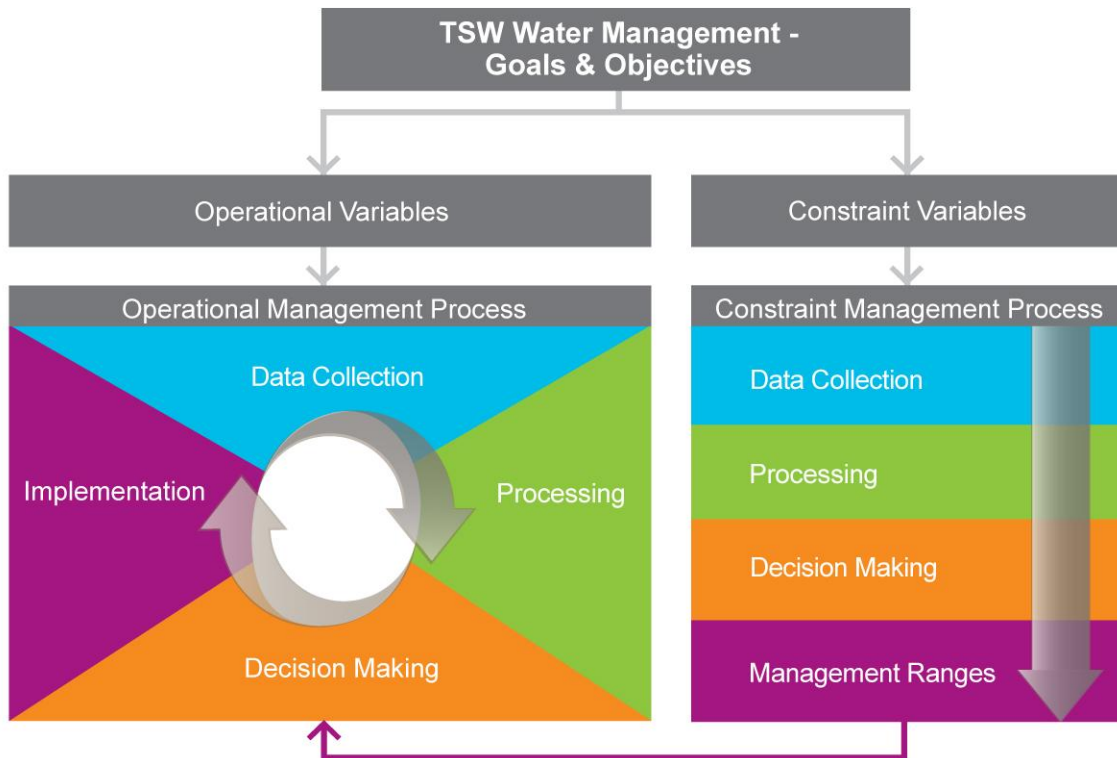 TSW Water Management -
Goals & Objectives
Operational Variables
Constraint Variables
Operational Management Process
Data Collection
Implementation
Processing
Decision Making
Constraint Management Process
Data Collection
Processing
Decision Making
Management Ranges